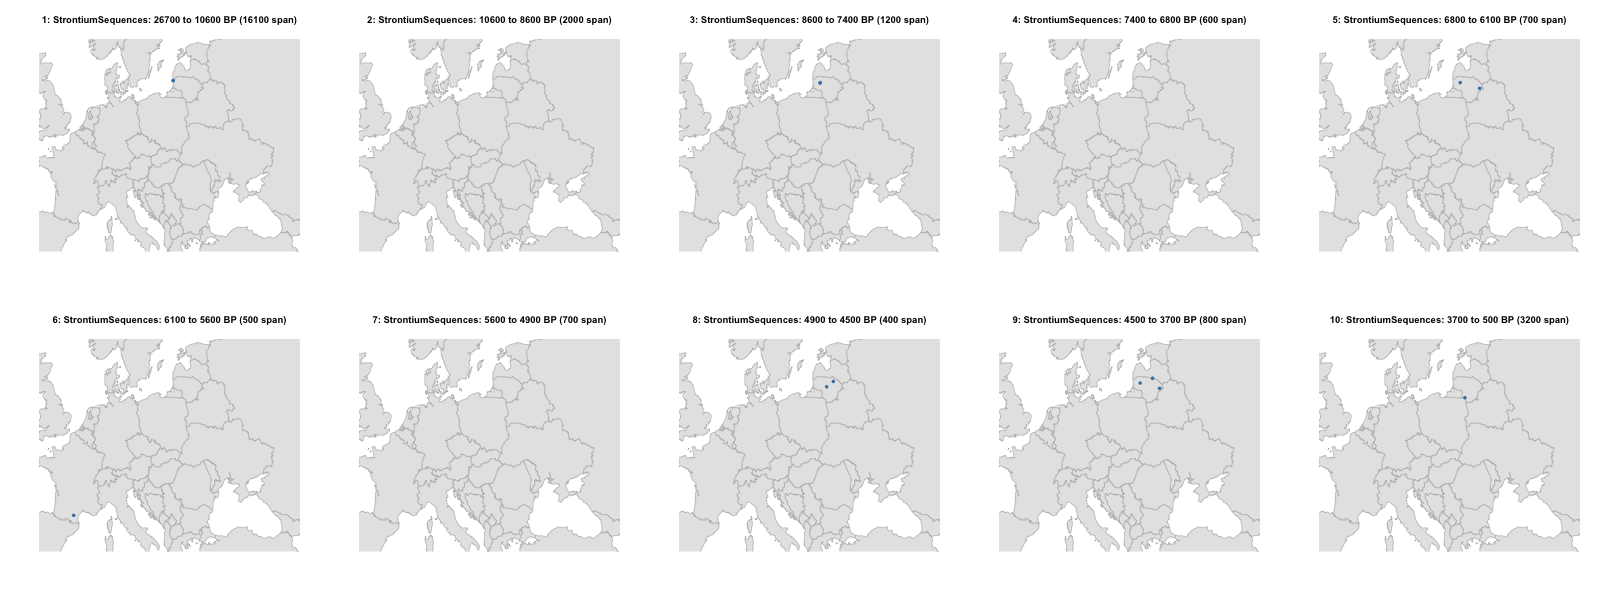 1: StrontiumSequences: 26700 to 10600 BP (16100 span)
2: StrontiumSequences: 10600 to 8600 BP (2000 span)
3: StrontiumSequences: 8600 to 7400 BP (1200 span)
4: StrontiumSequences: 7400 to 6800 BP (600 span)
5: StrontiumSequences: 6800 to 6100 BP (700 span)
6: StrontiumSequences: 6100 to 5600 BP (500 span)
7: StrontiumSequences: 5600 to 4900 BP (700 span)
8: StrontiumSequences: 4900 to 4500 BP (400 span)
9: StrontiumSequences: 4500 to 3700 BP (800 span)
10: StrontiumSequences: 3700 to 500 BP (3200 span)